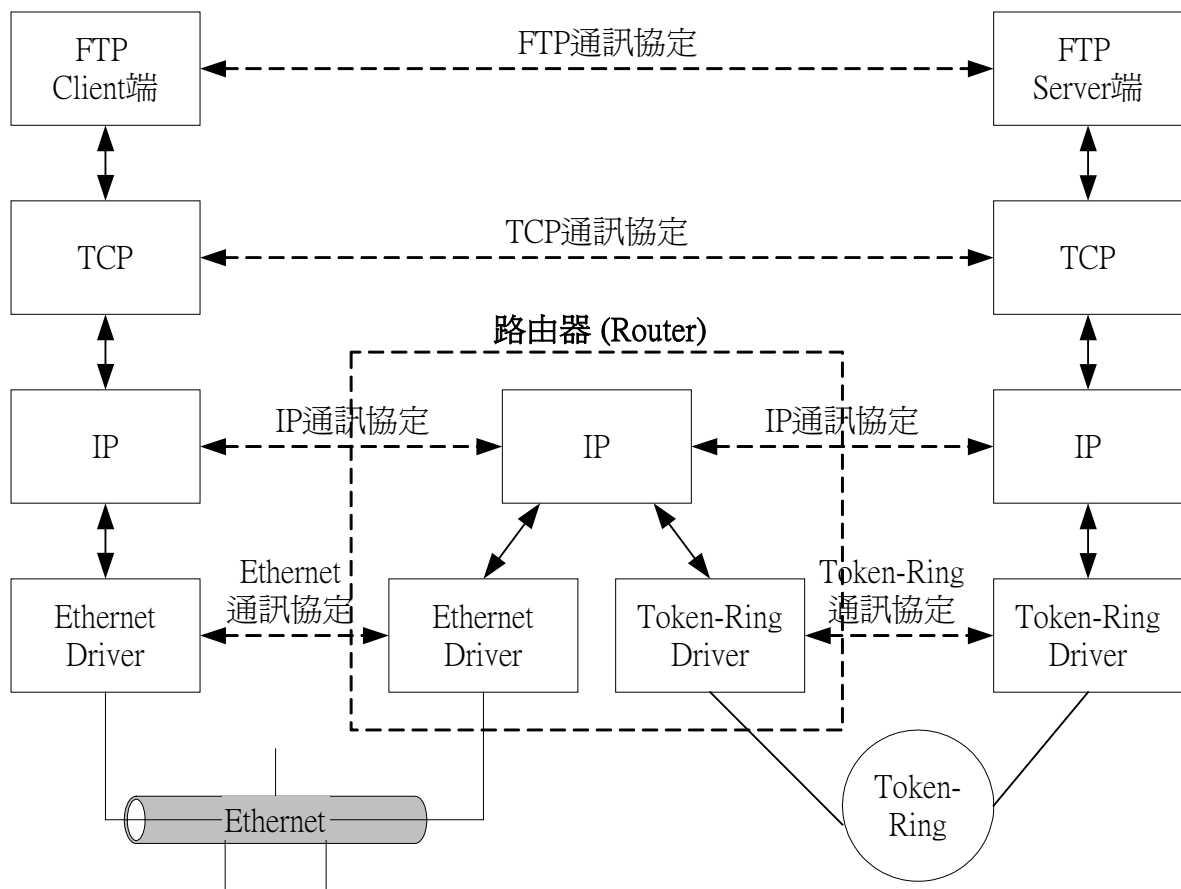 FTP
Client端
FTP通訊協定
FTP
Server端
TCP
TCP通訊協定
TCP
路由器 (Router)
IP
IP通訊協定
IP
IP通訊協定
IP
Ethernet
Driver
Ethernet
通訊協定
Ethernet
Driver
Token-Ring
Driver
Token-Ring
通訊協定
Token-Ring
Driver
Ethernet
Token-
Ring